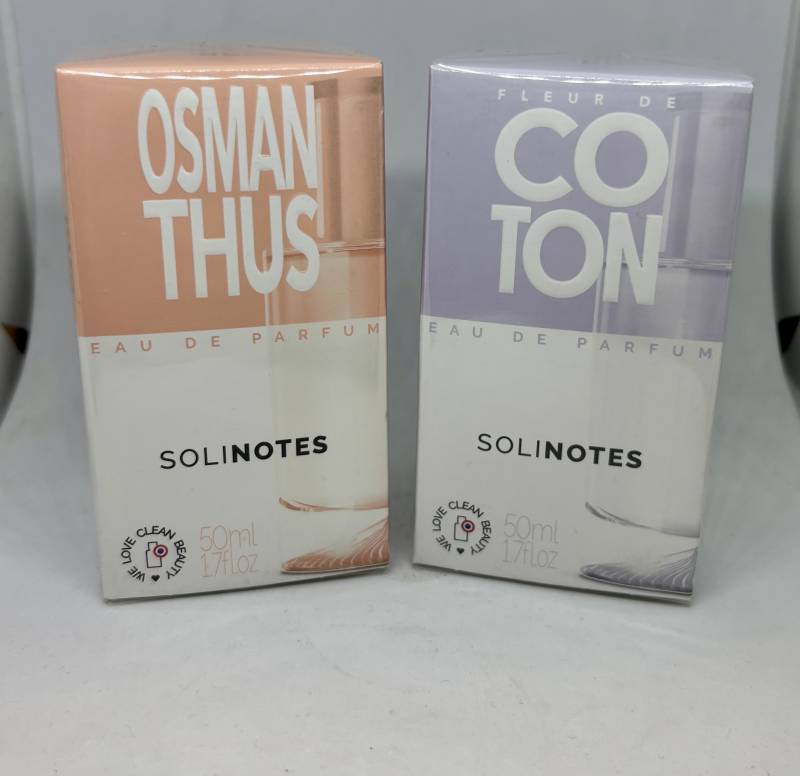 OSMAN
THUS
EAU DE PARFUM
SOLINOTES
WE LOVE CLEAN BEAUTY
50ml
1.7fl.oz
FLEUR DE
CO
TON
EAU DE PARFUM
SOLINOTES
WE LOVE CLEAN BEAUTY
50ml
1.7fl.oz